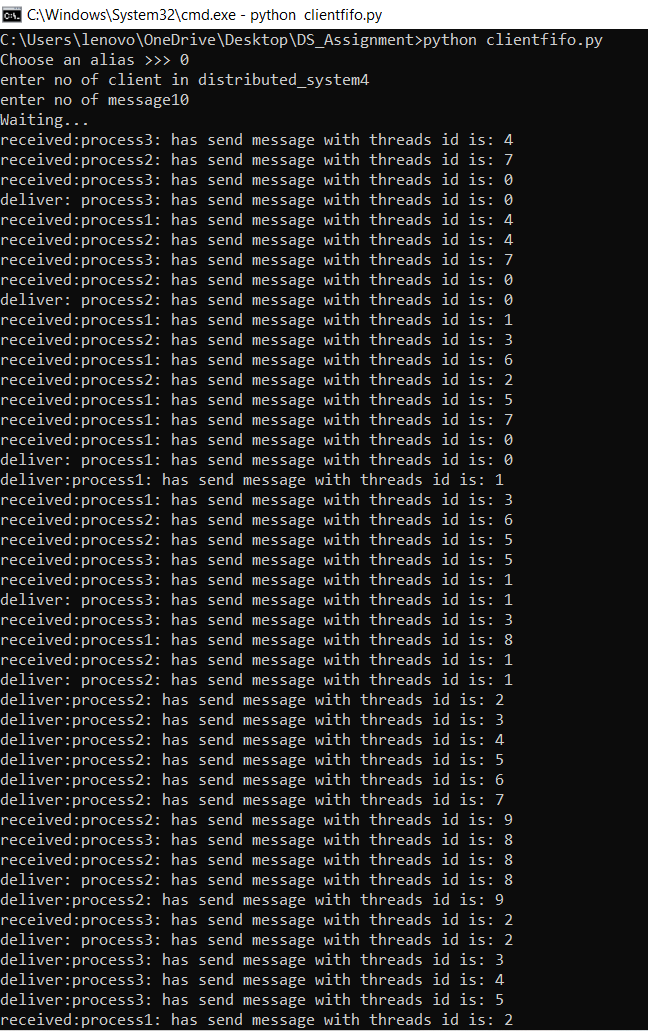 C:\Windows\System32\cmd.exe - python  clientfifo.py
C:\Users\lenovo\OneDrive\Desktop\DS_Assignment>python clientfifo.py
Choose an alias >>> 0
enter no of client in distributed_system4
enter no of message10
Waiting...
received:process3: has send message with threads id is: 4
received:process2: has send message with threads id is: 7
received:process3: has send message with threads id is: 0
deliver: process3: has send message with threads id is: 0
received:process1: has send message with threads id is: 4
received:process2: has send message with threads id is: 4
received:process3: has send message with threads id is: 7
received:process2: has send message with threads id is: 0
deliver: process2: has send message with threads id is: 0
received:process1: has send message with threads id is: 1
received:process2: has send message with threads id is: 3
received:process1: has send message with threads id is: 6
received:process2: has send message with threads id is: 2
received:process1: has send message with threads id is: 5
received:process1: has send message with threads id is: 7
received:process1: has send message with threads id is: 0
deliver: process1: has send message with threads id is: 0
deliver:process1: has send message with threads id is: 1
received:process1: has send message with threads id is: 3
received:process2: has send message with threads id is: 6
received:process2: has send message with threads id is: 5
received:process3: has send message with threads id is: 5
received:process3: has send message with threads id is: 1
deliver: process3: has send message with threads id is: 1
received:process3: has send message with threads id is: 3
received:process1: has send message with threads id is: 8
received:process2: has send message with threads id is: 1
deliver: process2: has send message with threads id is: 1
deliver:process2: has send message with threads id is: 2
deliver:process2: has send message with threads id is: 3
deliver:process2: has send message with threads id is: 4
deliver:process2: has send message with threads id is: 5
deliver:process2: has send message with threads id is: 6
deliver:process2: has send message with threads id is: 7
received:process2: has send message with threads id is: 9
received:process3: has send message with threads id is: 8
received:process2: has send message with threads id is: 8
deliver: process2: has send message with threads id is: 8
deliver:process2: has send message with threads id is: 9
received:process3: has send message with threads id is: 2
deliver: process3: has send message with threads id is: 2
deliver:process3: has send message with threads id is: 3
deliver:process3: has send message with threads id is: 4
deliver:process3: has send message with threads id is: 5
received:process1: has send message with threads id is: 2